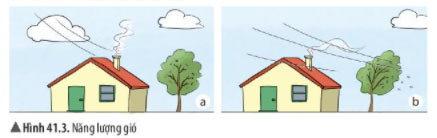 a
b
▲ Hình 41.3. Năng lượng gió